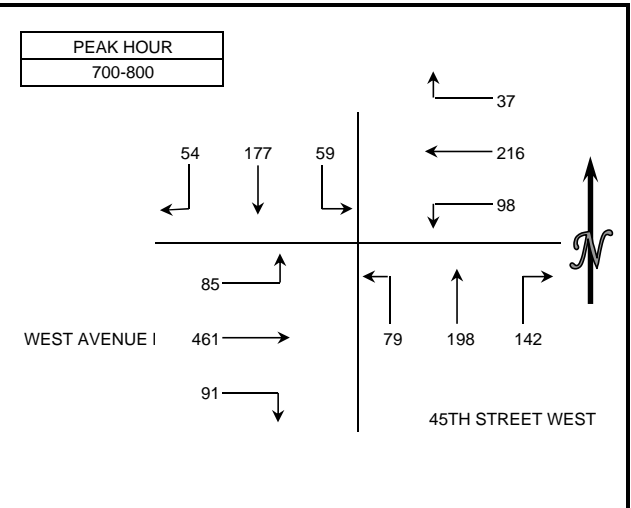 PEAK HOUR
700-800
37
54 177 59 216
98
85
WEST AVENUE I 461 79 198 142
91
45TH STREET WEST
N